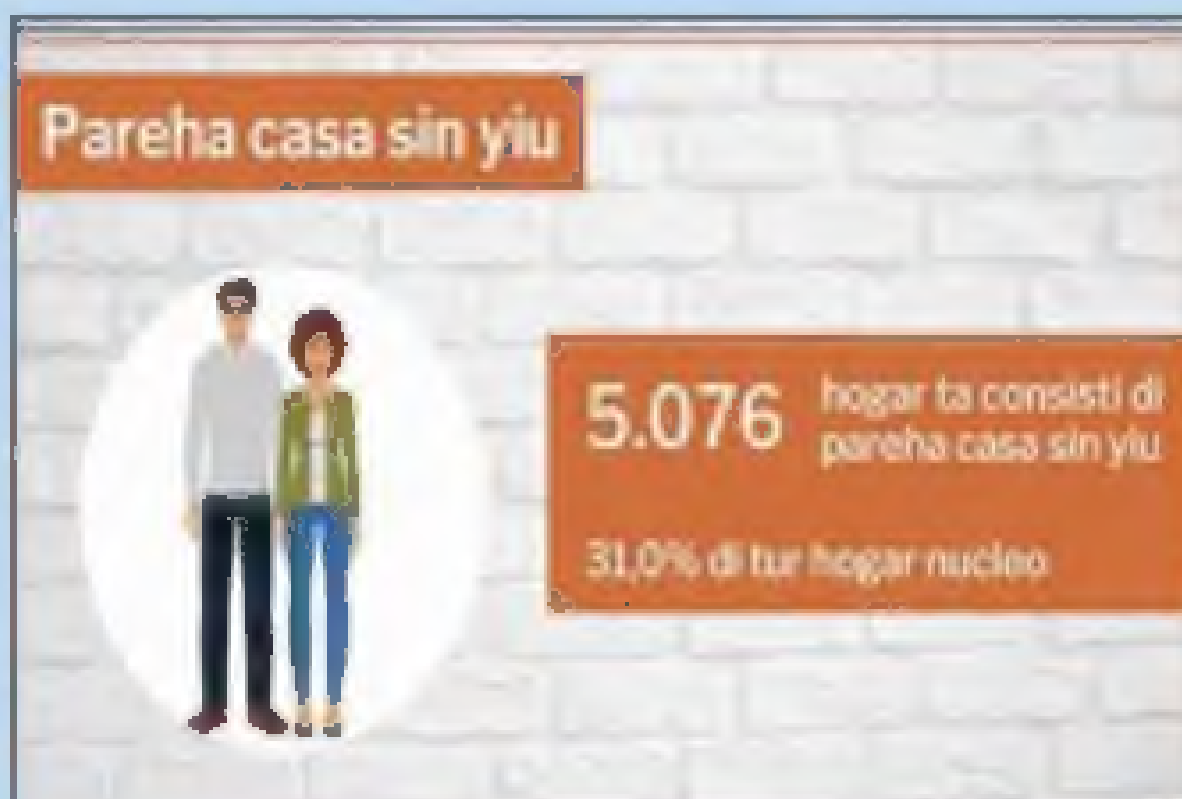 Pareha casa sin yiu
5.076
hogar ta consisti di
pareha casa sin yiu
31,0% di tur hogar nucleo